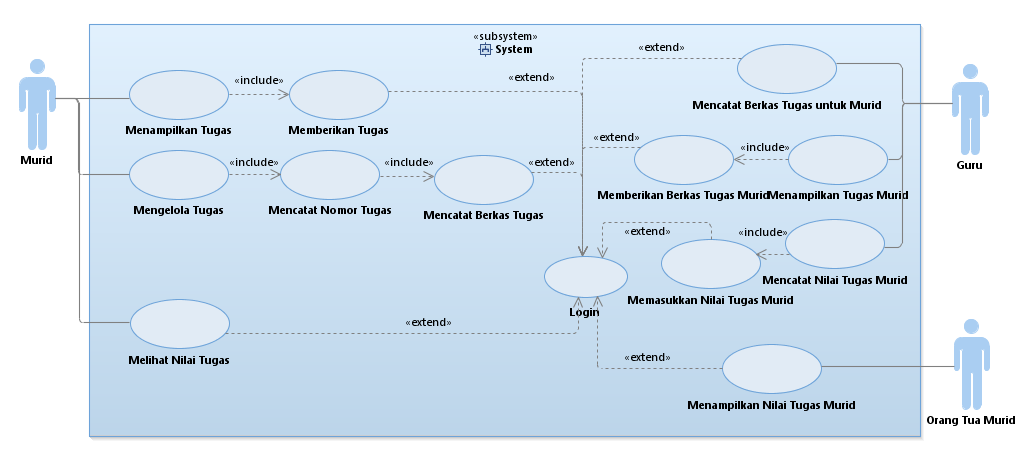 «subsystem»
System
«extend»
«include»
«extend»
Mencatat Berkas Tugas untuk Murid
Menampilkan Tugas
Memberikan Tugas
Murid
Guru
«extend»
«include»
«include»
«include»
«extend»
Memberikan Berkas Tugas Murid
Menampilkan Tugas Murid
Mengelola Tugas
Mencatat Nomor Tugas
Mencatat Berkas Tugas
«extend»
«include»
Mencatat Nilai Tugas Murid
Memasukkan Nilai Tugas Murid
Login
«extend»
«extend»
Melihat Nilai Tugas
Menampilkan Nilai Tugas Murid
Orang Tua Murid